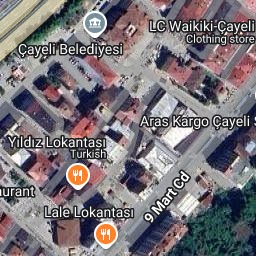 LC Waikiki-Çayeli
Clothing store
Çayeli Belediyesi
Aras Kargo Çayeli Ş
Yıldız Lokantası
Turkish
aurant
Lale Lokantası
9 Mart Cd